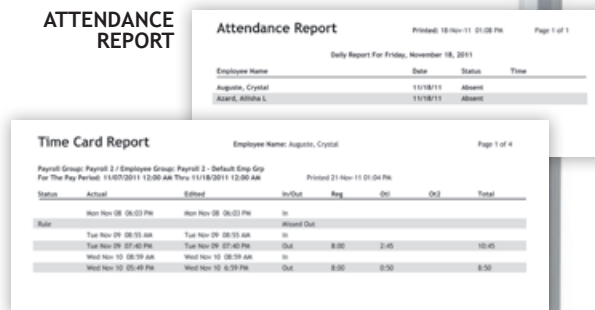 ATTENDANCE
REPORT
Attendance Report Printed: 18-Nov-11 01:08 PM Page 1 of 1
Daily Report For Friday, November 18, 2011
Employee Name Date Status Time
Auguste, Crystal 11/18/11 Absent
Azard, Alisha L 11/18/11 Absent
Time Card Report Employee Name: Auguste, Crystal Page 1 of 4
Payroll Group: Payroll 2 / Employee Group: Payroll 2 - Default Emp Grp
For The Pay Period: 11/07/2011 12:00 AM Thru 11/18/2011 12:00 AM Printed 21-Nov-11 01:04 PM
Status Actual Edited In/Out Reg Ot1 Ot2 Total
Mon Nov 08 06:03 PM Mon Nov 08 06:03 PM In
Rule Missed Out
Tue Nov 09 08:55 AM Tue Nov 09 08:55 AM In
Tue Nov 09 07:40 PM Tue Nov 09 07:40 PM Out 8:00 2:45 10:45
Wed Nov 10 08:59 AM Wed Nov 10 08:59 AM In
Wed Nov 10 05:49 PM Wed Nov 10 6:59 PM Out 8:00 0:50 8:50